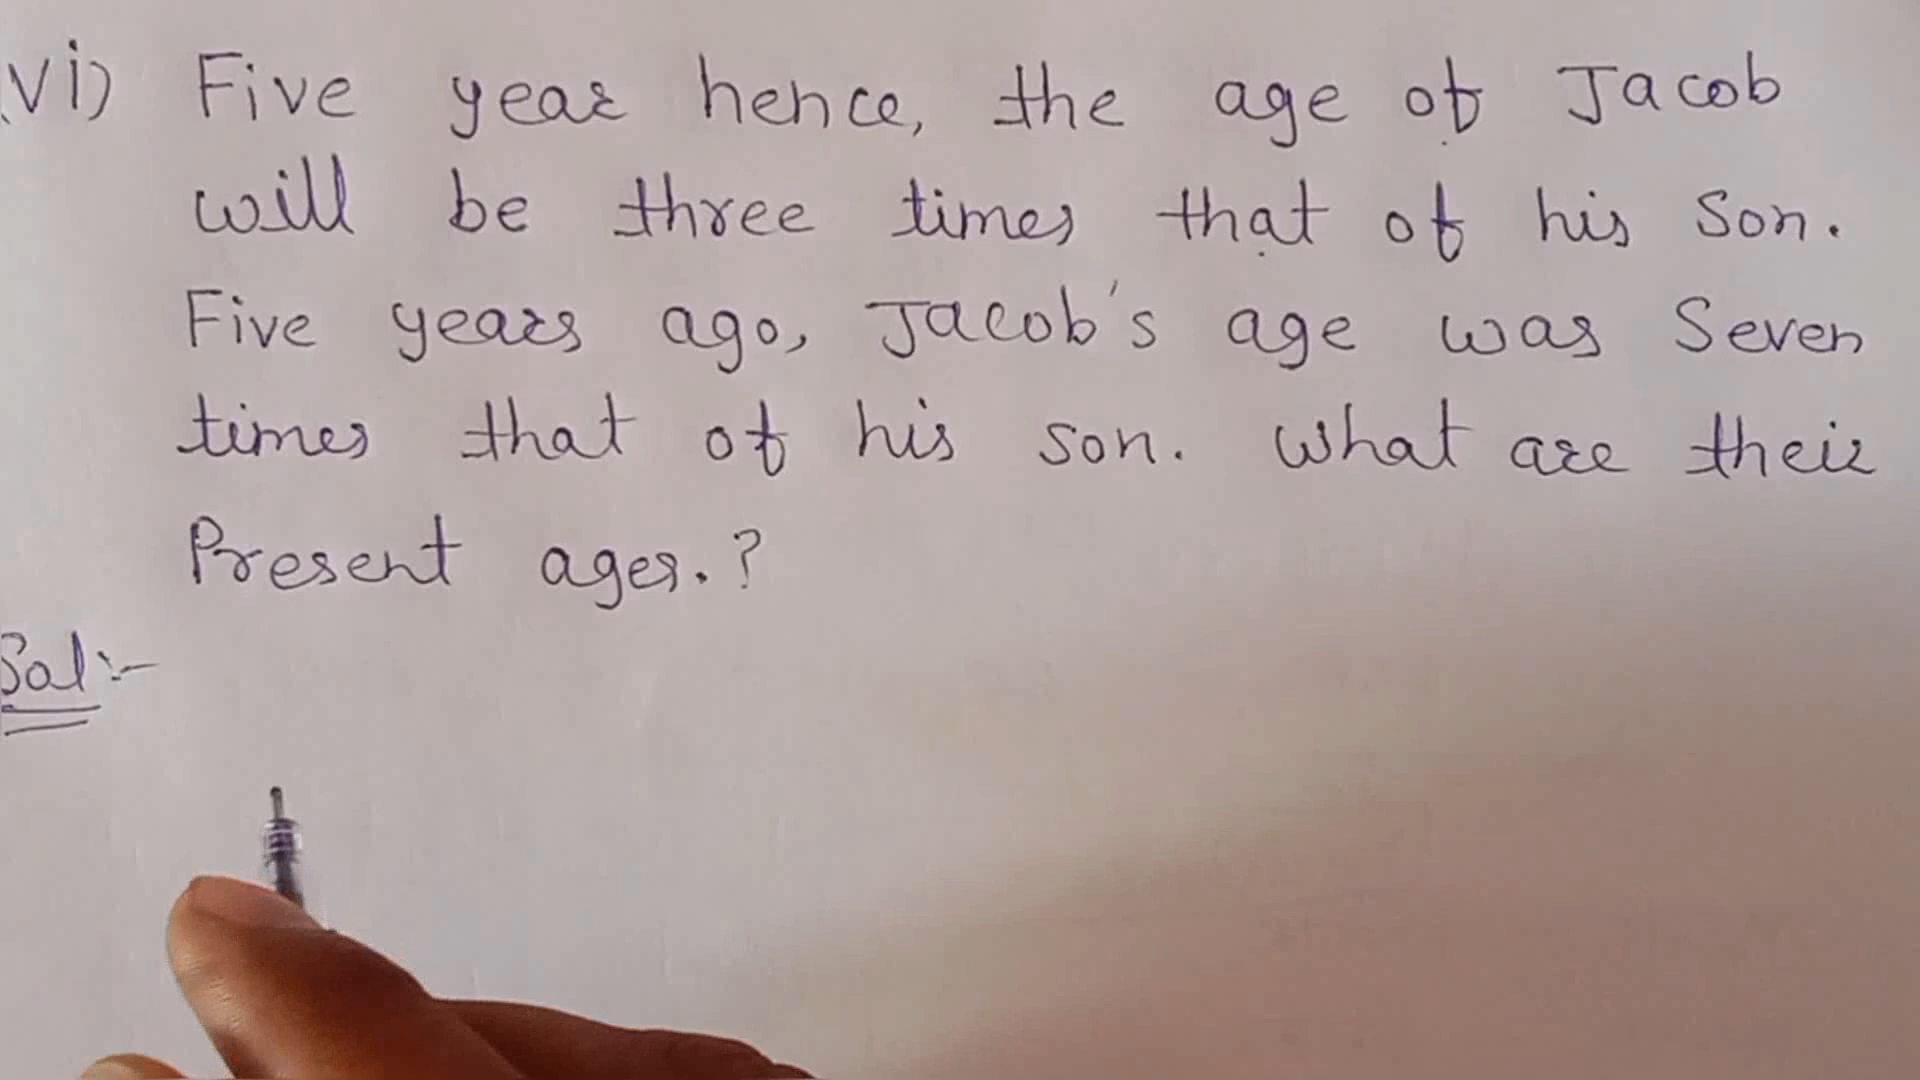 vi) Five year hence, the age of Jacob
will be three times that of his son.
Five years ago, Jacob's age was Seven
times that of his son. What are their
Present ages.?
Sol:-